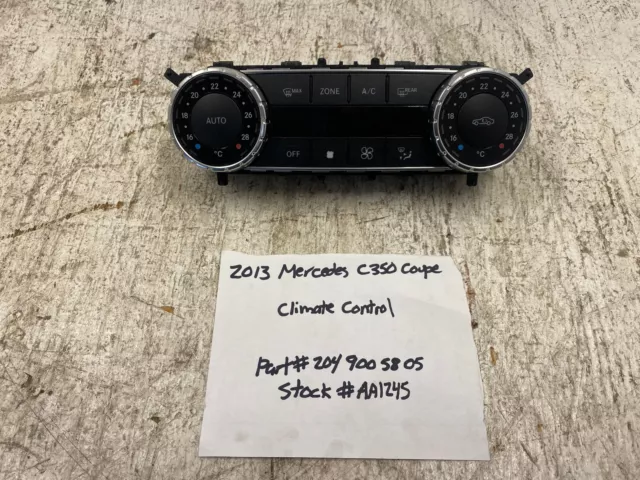 MAX ZONE A/C REAR
20 22 24
18 26
16 28
AUTO
°C
20 22 24
18 26
16 28
°C
OFF
2013 Mercedes C350 Coupe
Climate Control
Part# 204 900 58 05
Stock # AA1245